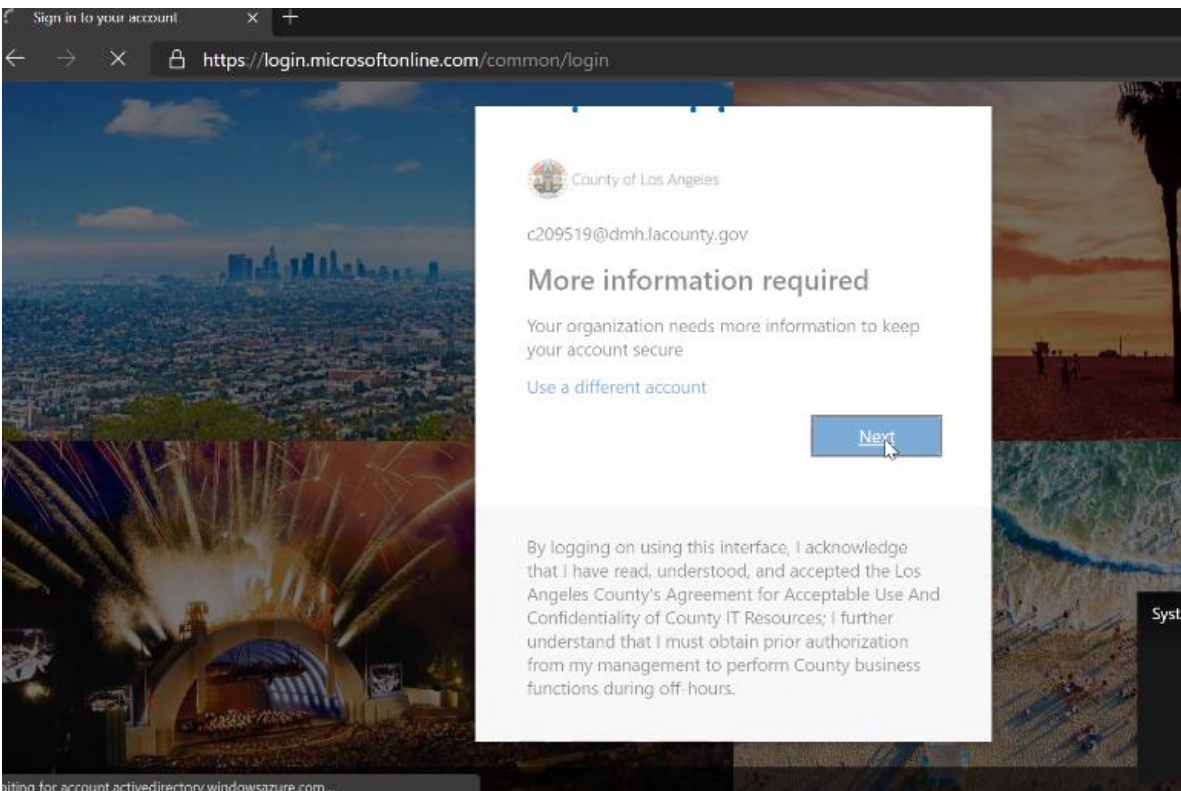 Sign in to your account
https://login.microsoftonline.com/common/login
County of Los Angeles
c209519@dmh.lacounty.gov
More information required
Your organization needs more information to keep
your account secure
Use a different account
Next
By logging on using this interface, I acknowledge
that I have read, understood, and accepted the Los
Angeles County's Agreement for Acceptable Use And
Confidentiality of County IT Resources; I further
understand that I must obtain prior authorization
from my management to perform County business
functions during off-hours.
Syst
for account.activedirectory.windowsazure.com...